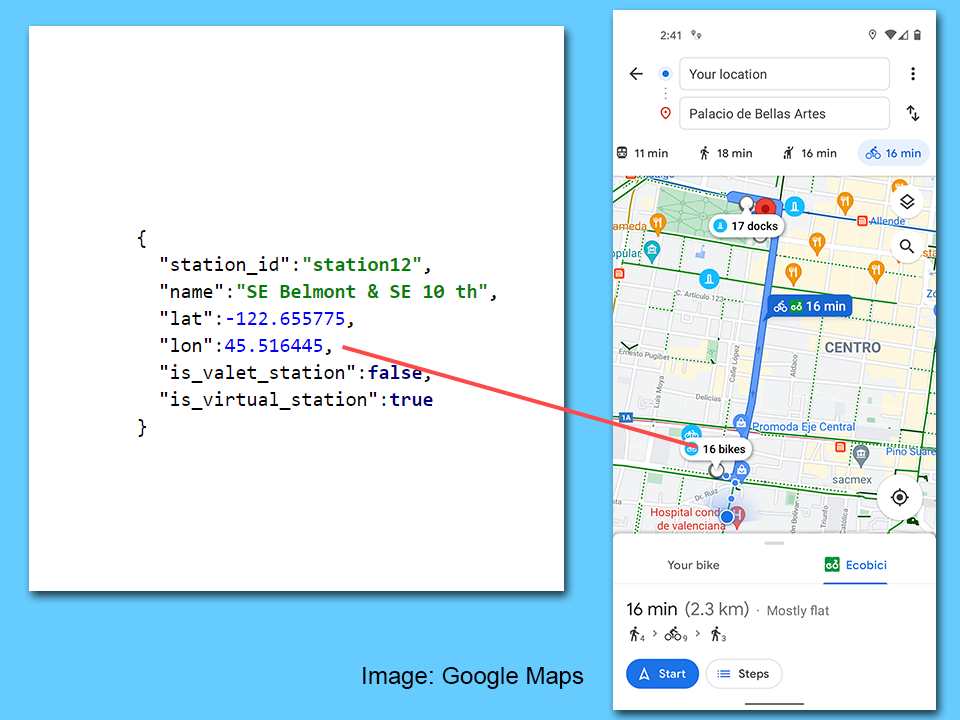 {
"station_id":"station12",
"name":"SE Belmont & SE 10 th",
"lat":-122.655775,
"lon":45.516445,
"is_valet_station":false,
"is_virtual_station":true
}
2:41
Your location
Palacio de Bellas Artes
11 min
18 min
16 min
16 min
17 docks
Allende
C. Artículo 123
16 min
CENTRO
Ernesto Pugibet
Calle López
Aldaco
Luis Moya
Delicias
1A
Promoda Eje Central
16 bikes
Pino Suáre
sacmex
Dr. Ruiz
Hospital cond
de valenciana
H
Your bike
Ecobici
16 min (2.3 km) · Mostly flat
4 > 9 > 3
Start
Steps
Image: Google Maps